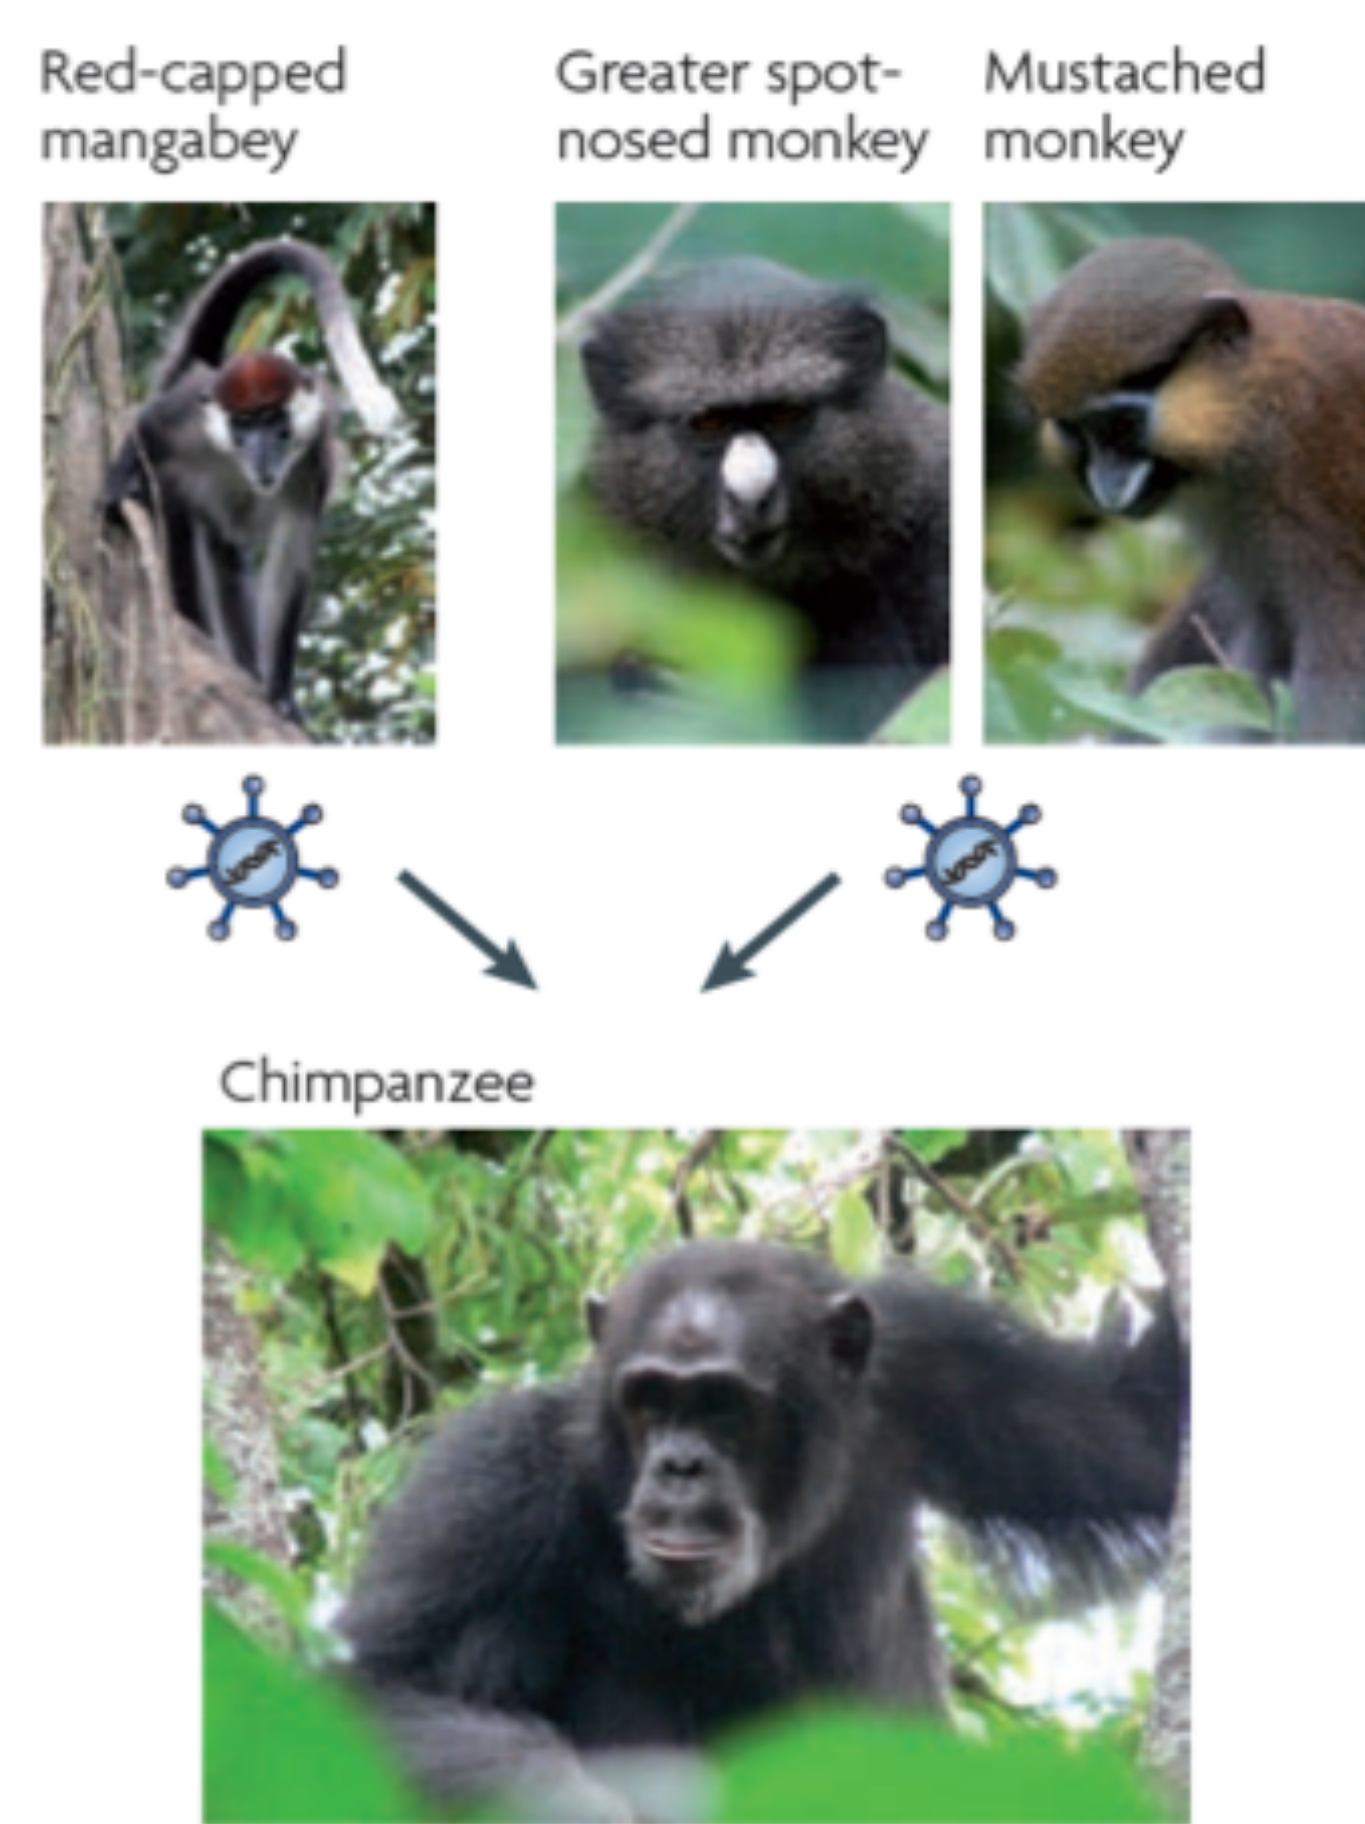 Red-capped
mangabey
Greater spot-
nosed monkey
Mustached
monkey
Chimpanzee